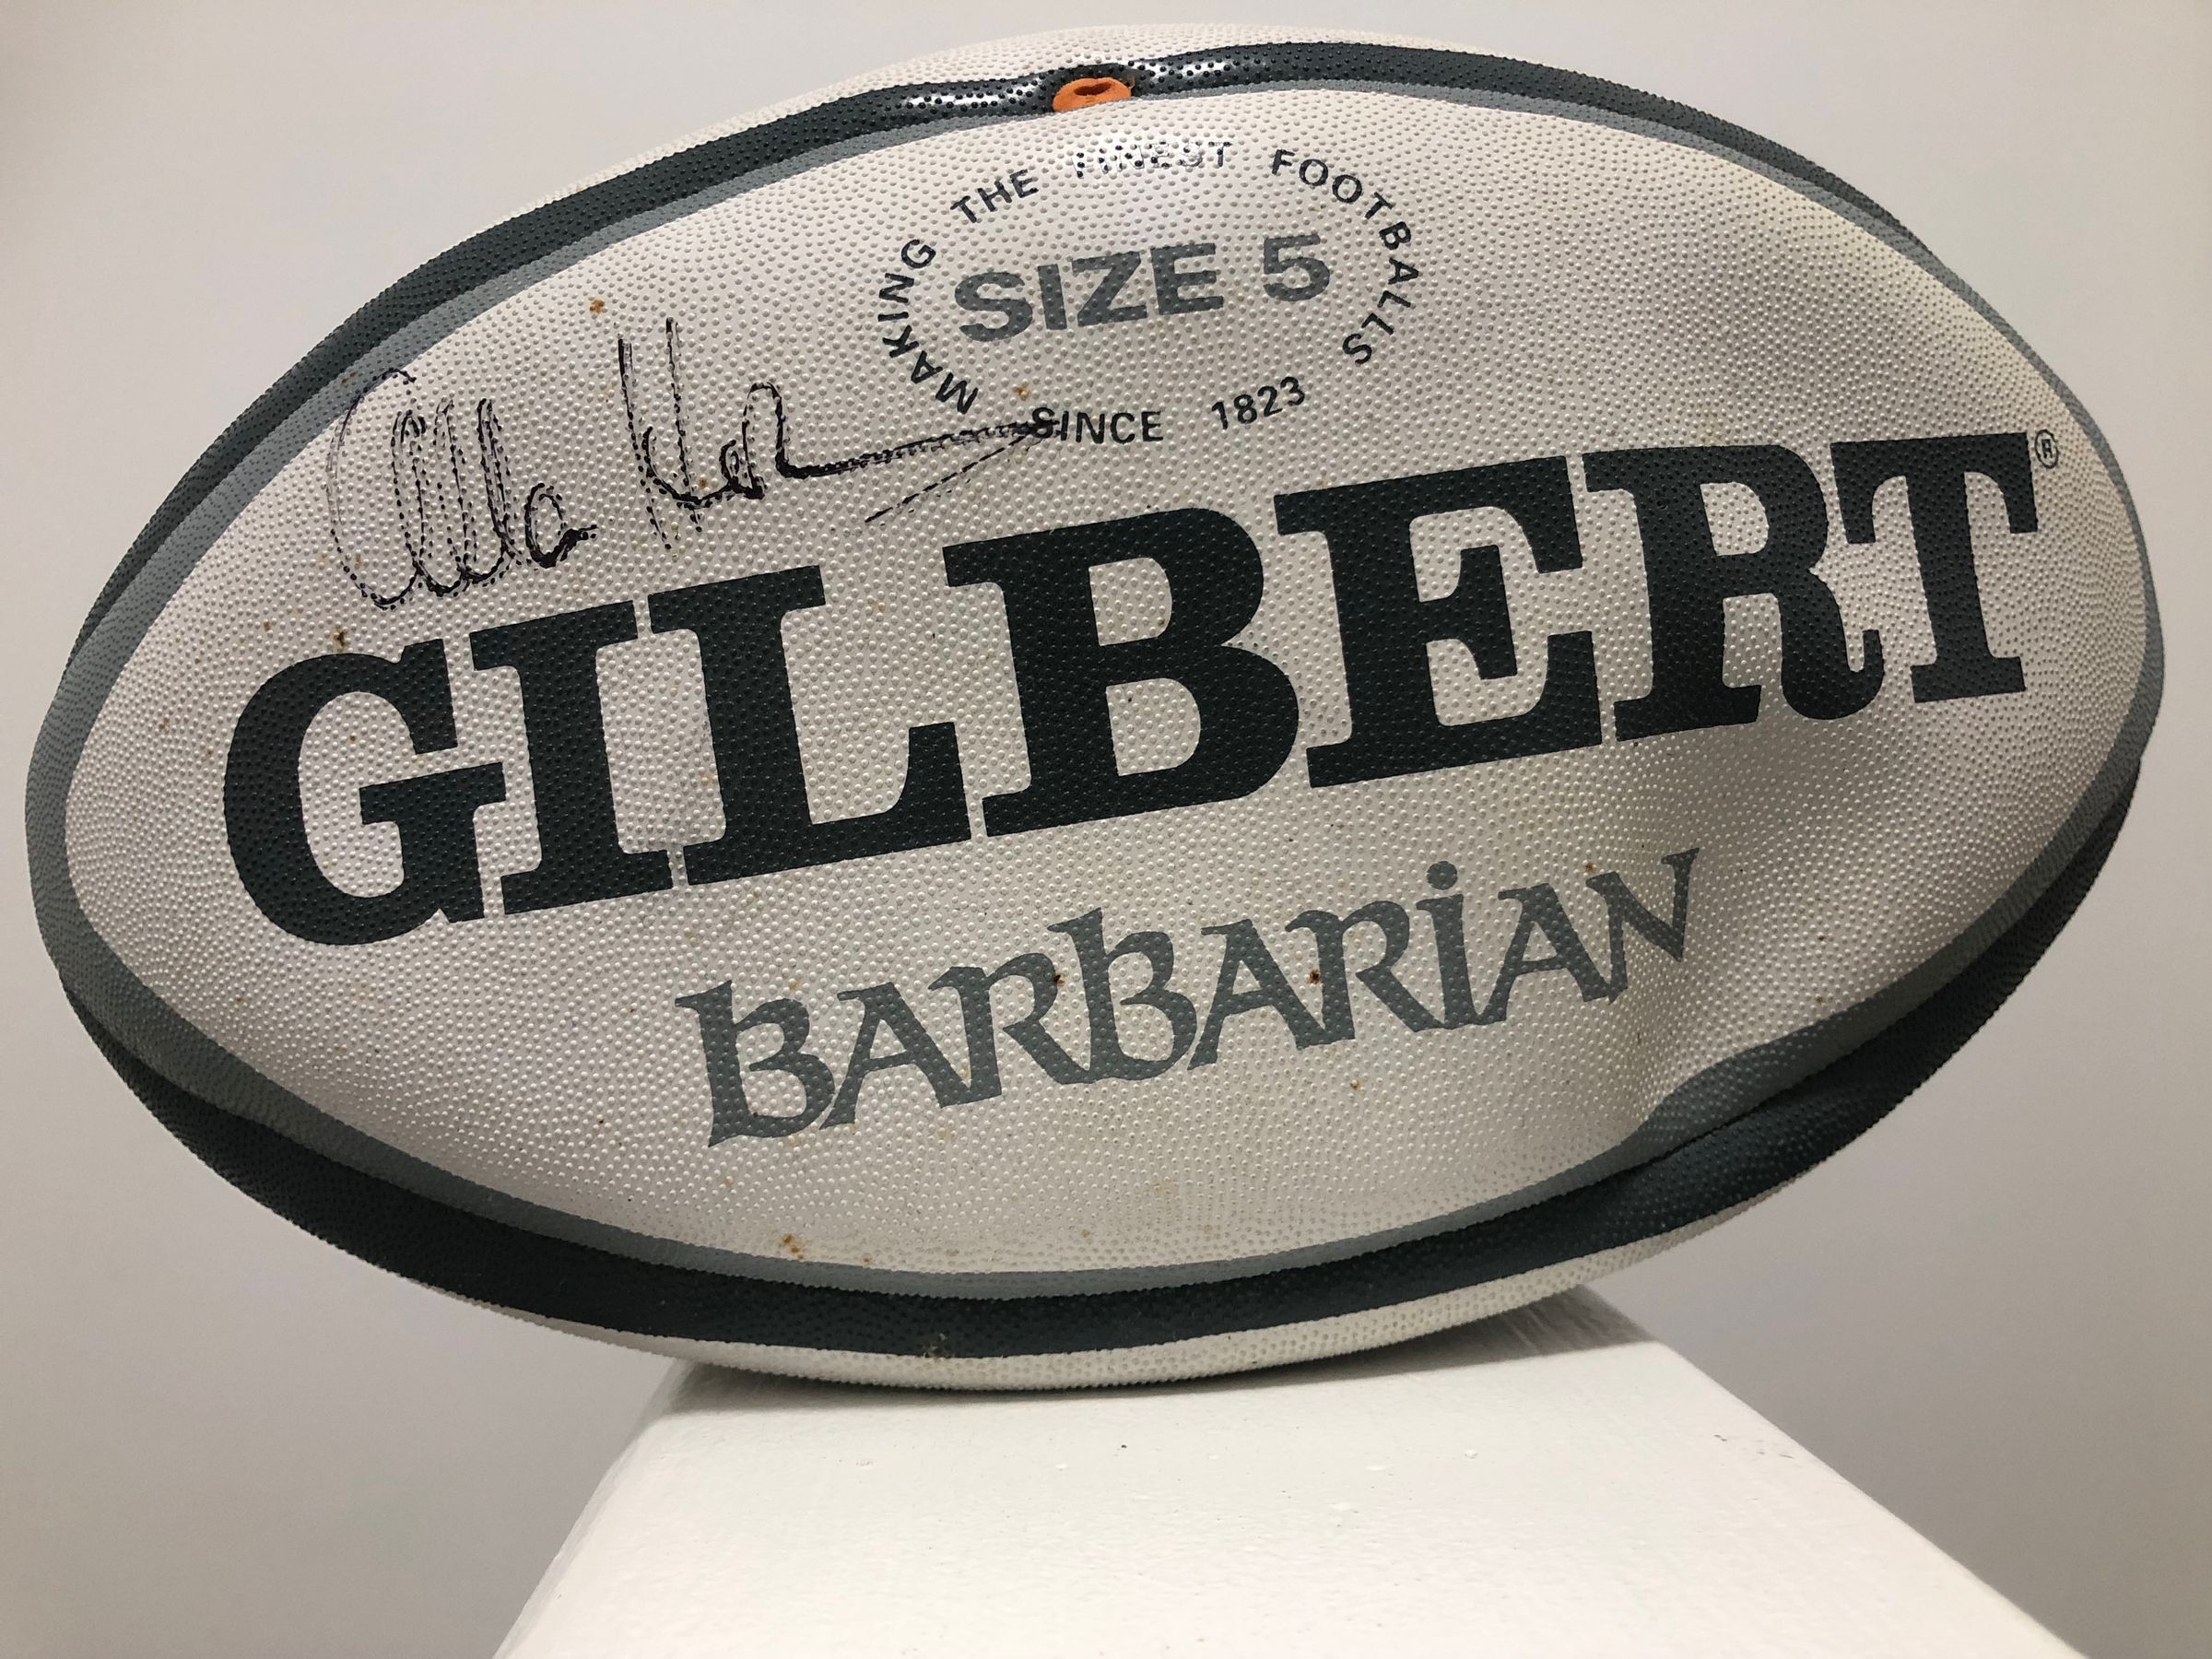 MAKING THE FINEST FOOTBALLS
SIZE 5
SINCE 1823
GILBERT®
BARBARIAN